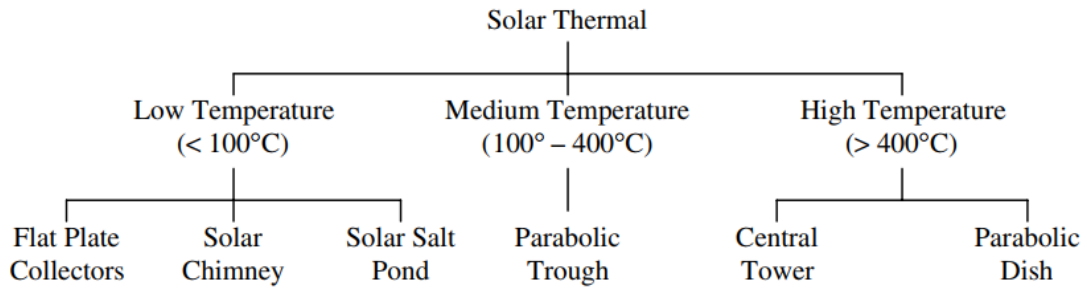 Solar Thermal
Low Temperature
(< 100°C)
Medium Temperature
(100° – 400°C)
High Temperature
(> 400°C)
Flat Plate
Collectors
Solar
Chimney
Solar Salt
Pond
Parabolic
Trough
Central
Tower
Parabolic
Dish